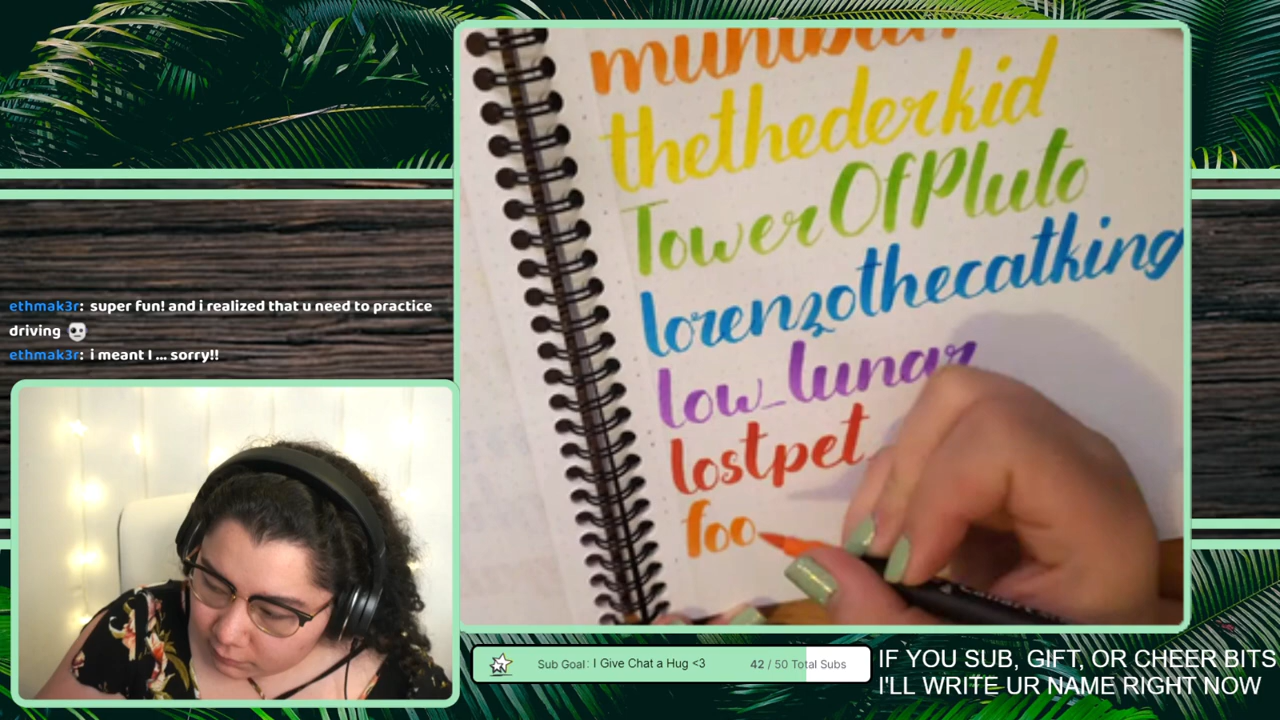 thethederkid
TowerOfPluto
lorenzothecatking
low_lunar
lostpet
foo
ethmak3r: super fun! and i realized that u need to practice
driving
ethmak3r: i meant I ... sorry!!
Sub Goal: I Give Chat a Hug <3 42 / 50 Total Subs
IF YOU SUB, GIFT, OR CHEER BITS
I'LL WRITE UR NAME RIGHT NOW